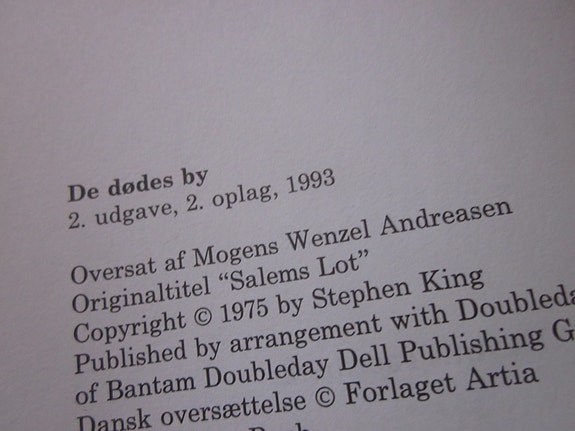 De dødes by
2. udgave, 2. oplag, 1993
Oversat af Mogens Wenzel Andreasen
Originaltitel “Salems Lot”
Copyright © 1975 by Stephen King
Published by arrangement with Doubleda
of Bantam Doubleday Dell Publishing G
Dansk oversættelse © Forlaget Artia